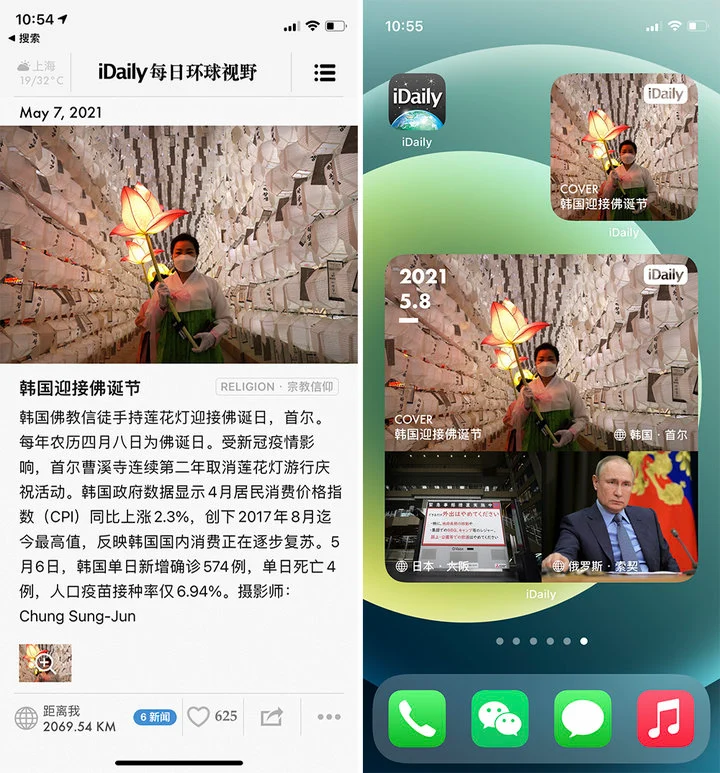 10:54
搜索
上海
19/32°C
iDaily 每日环球视野
May 7, 2021
韩国迎接佛诞节
RELIGION · 宗教信仰
韩国佛教信徒手持莲花灯迎接佛诞日，首尔。
每年农历四月八日为佛诞日。受新冠疫情影
响，首尔曹溪寺连续第二年取消莲花灯游行庆
祝活动。韩国政府数据显示4月居民消费价格指
数（CPI）同比上涨2.3%，创下2017年8月迄
今最高值，反映韩国国内消费正在逐步复苏。5
月6日，韩国单日新增确诊574例，单日死亡4
例，人口疫苗接种率仅6.94%。摄影师：
Chung Sung-Jun
距离我
2069.54 KM
6 新闻
625
10:55
iDaily
iDaily
iDaily
COVER
韩国迎接佛诞节
iDaily
2021
5.8
iDaily
COVER
韩国迎接佛诞节
韩国 · 首尔
外出はやめてください
日本 · 大阪
俄罗斯 · 索契
iDaily